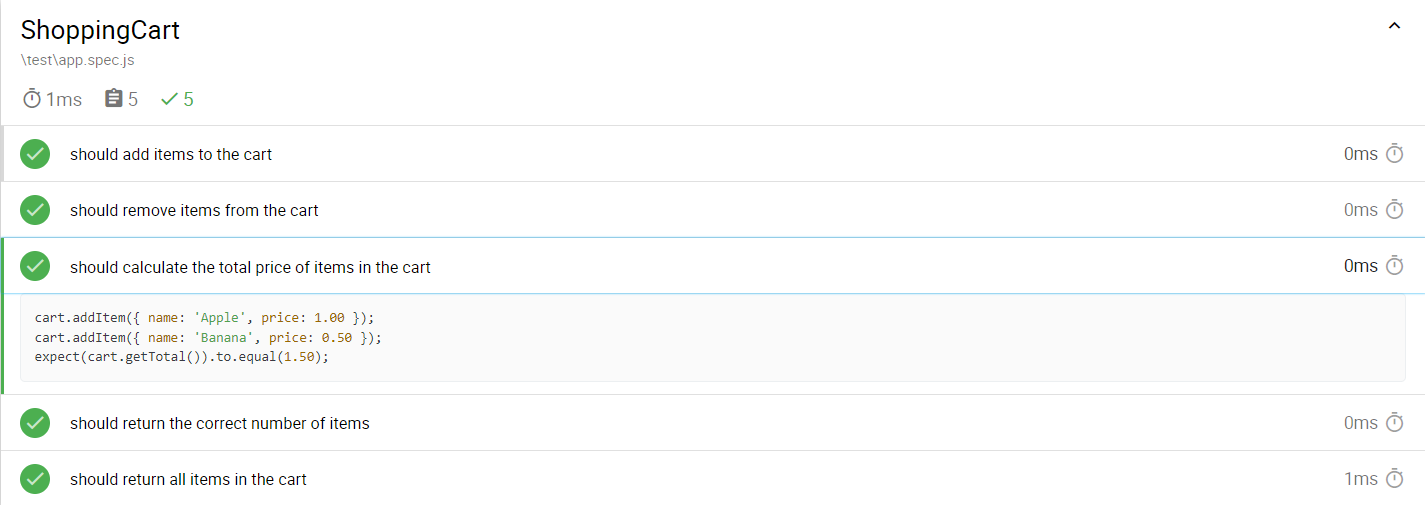 ShoppingCart
\test\app.spec.js
1ms 5 5
should add items to the cart 0ms
should remove items from the cart 0ms
should calculate the total price of items in the cart 0ms
cart.addItem({ name: 'Apple', price: 1.00 });
cart.addItem({ name: 'Banana', price: 0.50 });
expect(cart.getTotal()).to.equal(1.50);
should return the correct number of items 0ms
should return all items in the cart 1ms